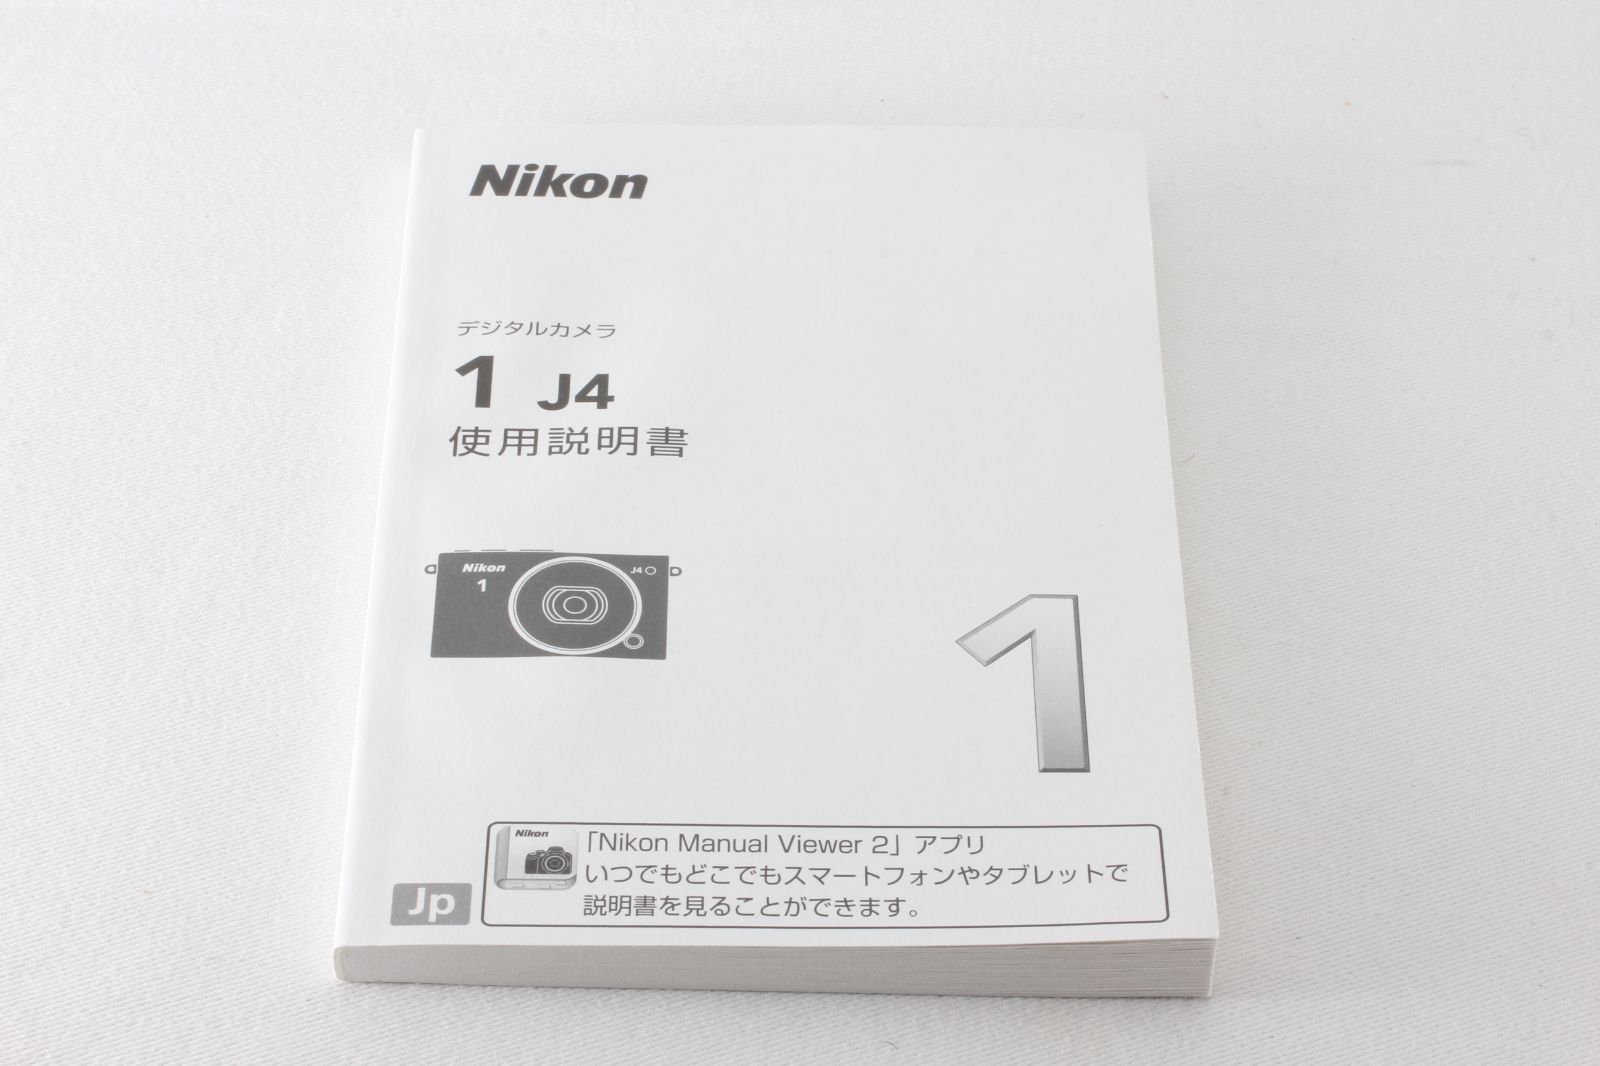 Nikon
デジタルカメラ
1 J4
使用説明書
Nikon
1
J4
1
Nikon
「Nikon Manual Viewer 2」アプリ
いつでもどこでもスマートフォンやタブレットで
説明書を見ることができます。
Jp